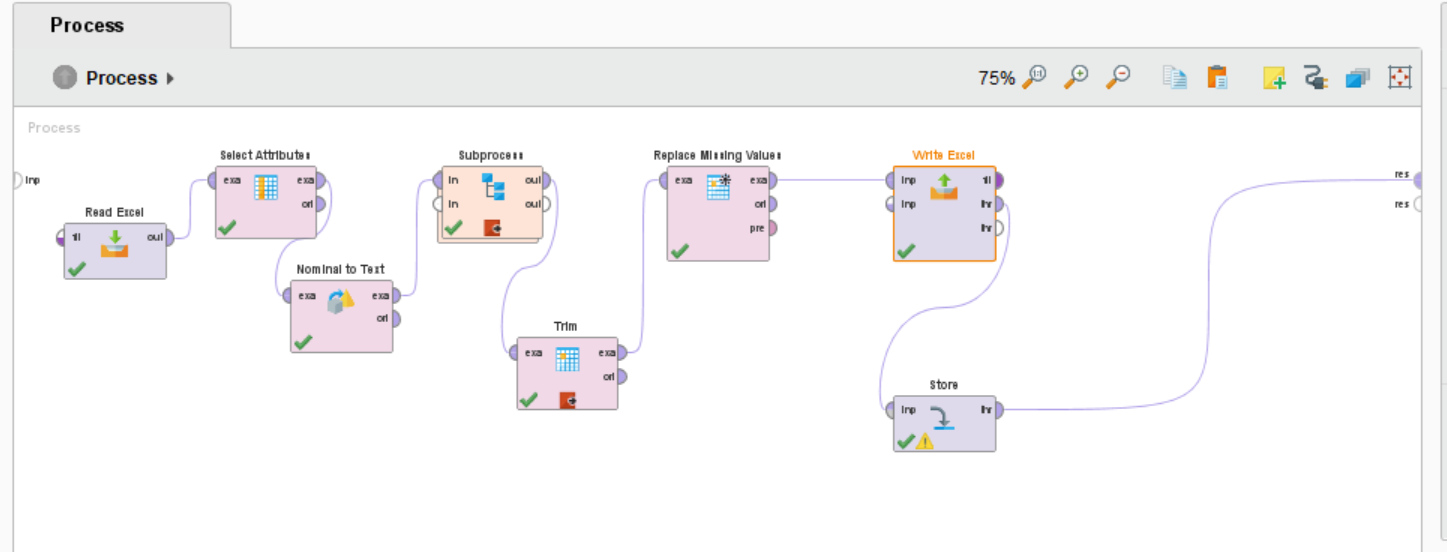 Process
Process
75%
Process
Inp
Read Excel
fil
out
Select Attributes
exa
exa
ori
Nominal to Text
exa
exa
ori
Subprocess
in
out
in
out
Trim
exa
exa
ori
Replace Missing Values
exa
exa
ori
pre
Write Excel
inp
fil
inp
thr
thr
Store
inp
thr
res
res